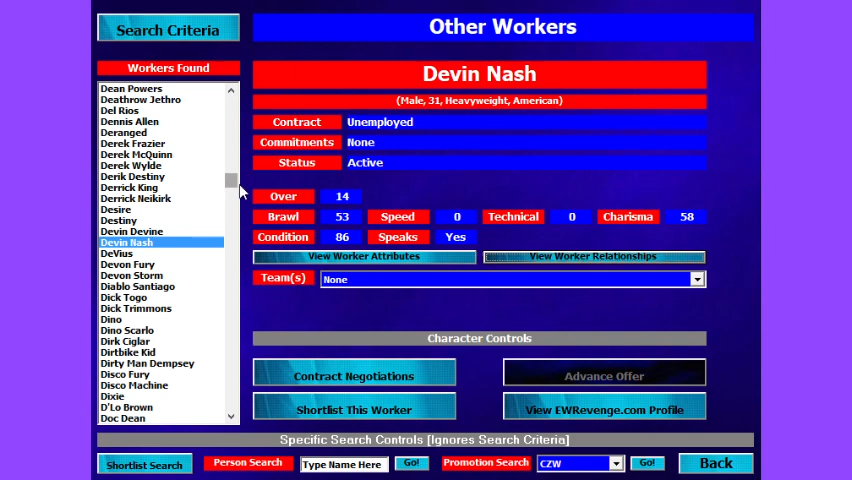 Search Criteria
Other Workers
Workers Found
Dean Powers
Deathrow Jethro
Del Rios
Dennis Allen
Deranged
Derek Frazier
Derek McQuinn
Derek Wylde
Derik Destiny
Derrick King
Derrick Neikirk
Desire
Destiny
Devin Devine
Devin Nash
DeVius
Devon Fury
Devon Storm
Diablo Santiago
Dick Togo
Dick Trimmons
Dino
Dino Scarlo
Dirk Ciglar
Dirtbike Kid
Dirty Man Dempsey
Disco Fury
Disco Machine
Dixie
D'Lo Brown
Doc Dean
Devin Nash
(Male, 31, Heavyweight, American)
Contract Unemployed
Commitments None
Status Active
Over 14
Brawl 53 Speed 0 Technical 0 Charisma 58
Condition 86 Speaks Yes
View Worker Attributes View Worker Relationships
Team(s) None
Character Controls
Contract Negotiations Advance Offer
Shortlist This Worker View EWRevenge.com Profile
Specific Search Controls [Ignores Search Criteria]
Shortlist Search Person Search Type Name Here Go! Promotion Search CZW Go! Back